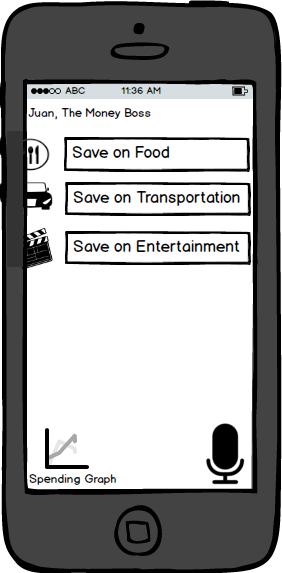 ABC 11:36 AM
Juan, The Money Boss
Save on Food
Save on Transportation
Save on Entertainment
Spending Graph